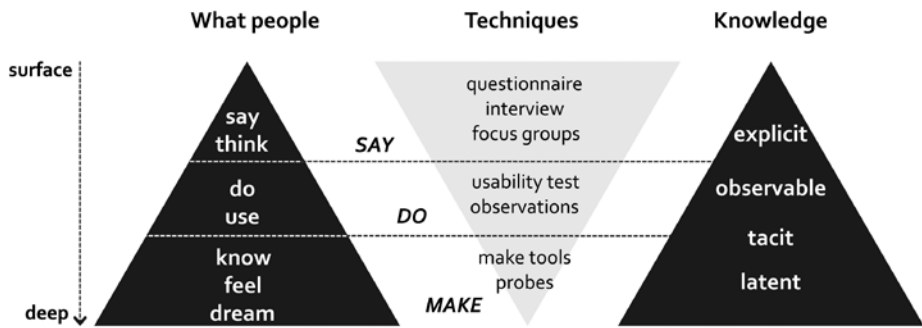 What people
Techniques
Knowledge
surface
say
think
SAY
questionnaire
interview
focus groups
explicit
do
use
DO
usability test
observations
observable
know
feel
dream
MAKE
make tools
probes
tacit
latent
deep